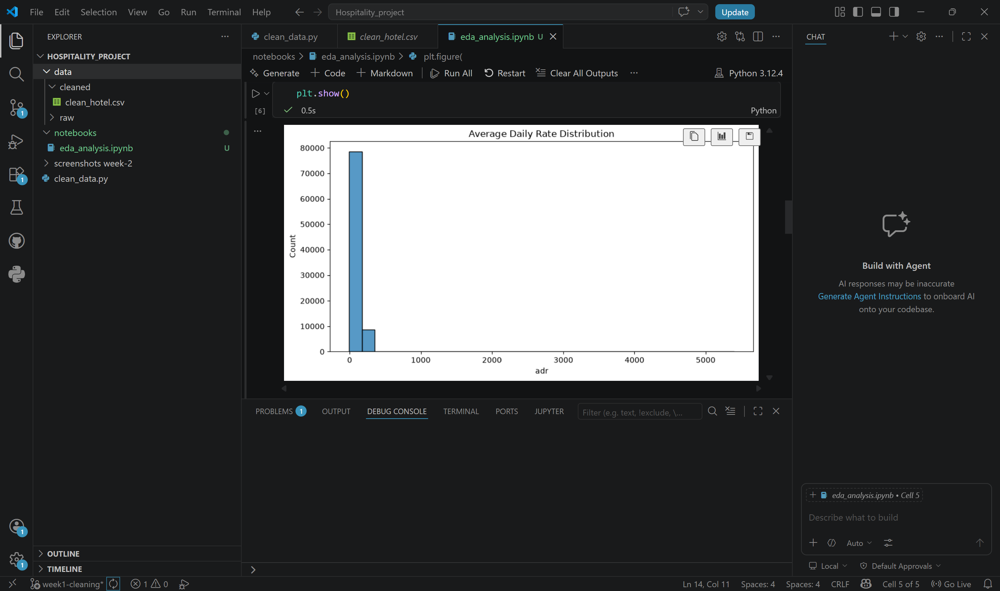 File Edit Selection View Go Run Terminal Help
Hospitality_project
Update
EXPLORER
HOSPITALITY_PROJECT
data
cleaned
clean_hotel.csv
raw
notebooks
eda_analysis.ipynb U
screenshots week-2
clean_data.py
OUTLINE
TIMELINE
clean_data.py clean_hotel.csv eda_analysis.ipynb U
notebooks > eda_analysis.ipynb > plt.figure(
Generate Code Markdown Run All Restart Clear All Outputs ... Python 3.12.4
plt.show()
[6] 0.5s Python
Average Daily Rate Distribution
80000
70000
60000
50000
40000
30000
20000
10000
0
Count
0 1000 2000 3000 4000 5000
adr
PROBLEMS 1 OUTPUT DEBUG CONSOLE TERMINAL PORTS JUPYTER Filter (e.g. text, !exclude, \...
CHAT
Build with Agent
AI responses may be inaccurate
Generate Agent Instructions to onboard AI
onto your codebase.
eda_analysis.ipynb • Cell 5
Describe what to build
Auto
Local Default Approvals
1
1
1
1
week1-cleaning* 1 0 Ln 14, Col 11 Spaces: 4 Spaces: 4 CRLF Cell 5 of 5 Go Live